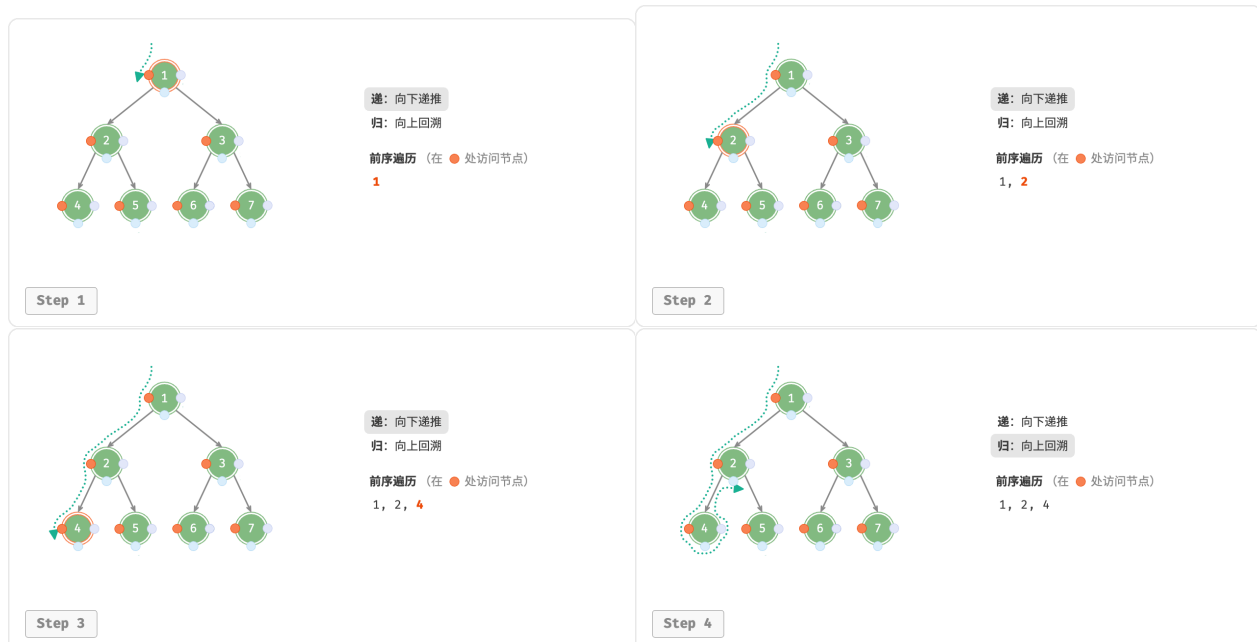 1
2
3
4
5
6
7
递：向下递推
归：向上回溯
前序遍历（在 处访问节点）
1
Step 1
1
2
3
4
5
6
7
递：向下递推
归：向上回溯
前序遍历（在 处访问节点）
1, 2
Step 2
1
2
3
4
5
6
7
递：向下递推
归：向上回溯
前序遍历（在 处访问节点）
1, 2, 4
Step 3
1
2
3
4
5
6
7
递：向下递推
归：向上回溯
前序遍历（在 处访问节点）
1, 2, 4
Step 4